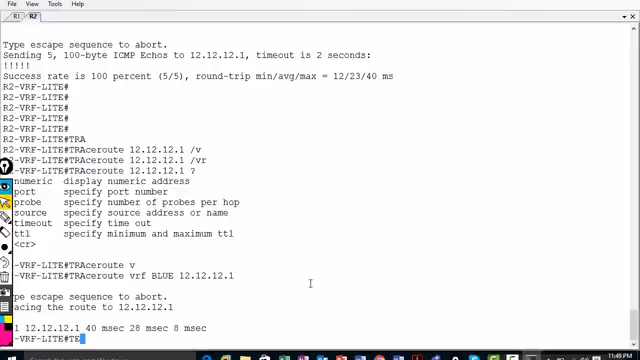 File View Tools Help
R1 R2
Type escape sequence to abort.
Sending 5, 100-byte ICMP Echos to 12.12.12.1, timeout is 2 seconds:
!!!!!
Success rate is 100 percent (5/5), round-trip min/avg/max = 12/23/40 ms
R2-VRF-LITE#
R2-VRF-LITE#
R2-VRF-LITE#
R2-VRF-LITE#
R2-VRF-LITE#
R2-VRF-LITE#TRA
R2-VRF-LITE#TRAceroute 12.12.12.1 /v
R2-VRF-LITE#TRAceroute 12.12.12.1 /vr
R2-VRF-LITE#TRAceroute 12.12.12.1 ?
numeric display numeric address
port specify port number
probe specify number of probes per hop
source specify source address or name
timeout specify time out
ttl specify minimum and maximum ttl
<cr>
-VRF-LITE#TRAceroute v
-VRF-LITE#TRAceroute vrf BLUE 12.12.12.1
pe escape sequence to abort.
acing the route to 12.12.12.1
1 12.12.12.1 40 msec 28 msec 8 msec
-VRF-LITE#TE
11:49 PM